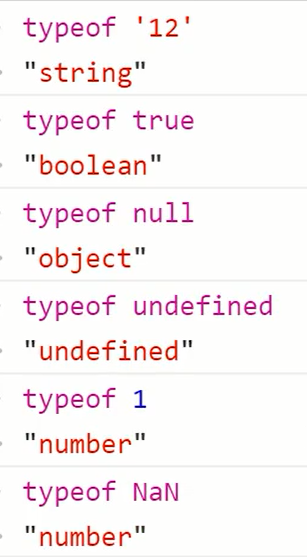 typeof '12'
"string"
typeof true
"boolean"
typeof null
"object"
typeof undefined
"undefined"
typeof 1
"number"
typeof NaN
"number"